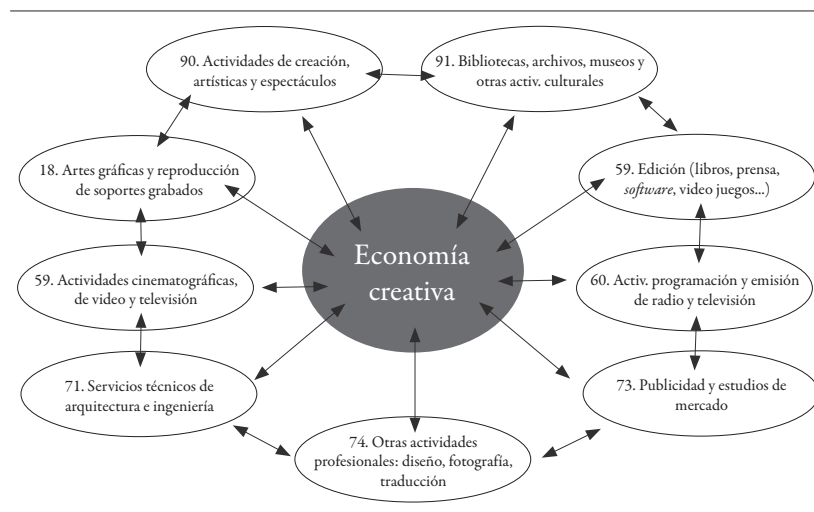 90. Actividades de creación,
artísticas y espectáculos
91. Bibliotecas, archivos, museos y
otras activ. culturales
18. Artes gráficas y reproducción
de soportes grabados
59. Edición (libros, prensa,
software, video juegos...)
Economía
creativa
59. Actividades cinematográficas,
de video y televisión
60. Activ. programación y emisión
de radio y televisión
71. Servicios técnicos de
arquitectura e ingeniería
73. Publicidad y estudios de
mercado
74. Otras actividades
profesionales: diseño, fotografía,
traducción